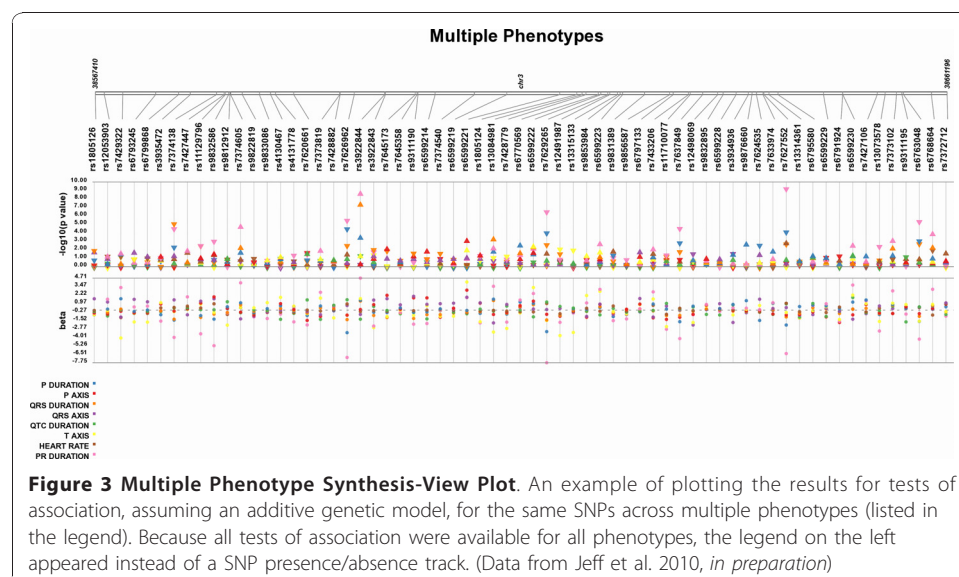 Multiple Phenotypes
38567410
chr3
38661196
rs1805126
rs12053903
rs7429322
rs6793245
rs6799868
rs3935472
rs7374138
rs7427447
rs11129796
rs9832586
rs9812912
rs7374605
rs9822819
rs9833086
rs4130467
rs4131778
rs7620661
rs7373819
rs7428882
rs7626962
rs3922844
rs3922843
rs7645173
rs7645358
rs9311190
rs6599214
rs7374540
rs6599219
rs6599221
rs1805124
rs13084981
rs7428779
rs6770569
rs6599222
rs7629265
rs12491987
rs13315133
rs9853984
rs6599223
rs9831389
rs9856587
rs6797133
rs7433206
rs11710077
rs7637849
rs12498069
rs9832895
rs6599228
rs3934936
rs9876660
rs7624535
rs7633974
rs7627552
rs13314361
rs6795580
rs6599229
rs6791924
rs6599230
rs7427106
rs13073578
rs7373102
rs9311195
rs6763048
rs6768664
rs7372712
-log10(p value)
10.00
9.00
8.00
7.00
6.00
5.00
4.00
3.00
2.00
1.00
0.00
beta
4.71
3.47
2.22
0.97
-0.27
-1.52
-2.77
-4.01
-5.26
-6.51
-7.75
P DURATION
P AXIS
QRS DURATION
QRS AXIS
QTC DURATION
T AXIS
HEART RATE
PR DURATION
Figure 3 Multiple Phenotype Synthesis-View Plot. An example of plotting the results for tests of
association, assuming an additive genetic model, for the same SNPs across multiple phenotypes (listed in
the legend). Because all tests of association were available for all phenotypes, the legend on the left
appeared instead of a SNP presence/absence track. (Data from Jeff et al. 2010, in preparation)